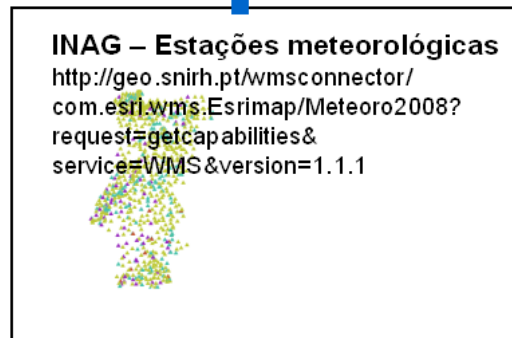 INAG – Estações meteorológicas
http://geo.snirh.pt/wmsconnector/
com.esri.wms.Esrimap/Meteoro2008?
request=getcapabilities&
service=WMS&version=1.1.1